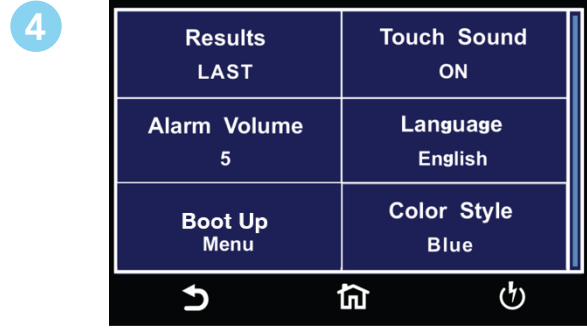 4
Results
LAST
Touch Sound
ON
Alarm Volume
5
Language
English
Boot Up
Menu
Color Style
Blue